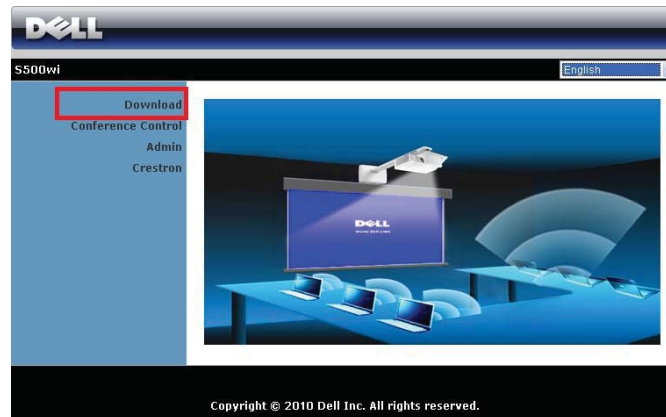 DELL
S500wi
English
Download
Conference Control
Admin
Crestron
DELL
Copyright © 2010 Dell Inc. All rights reserved.